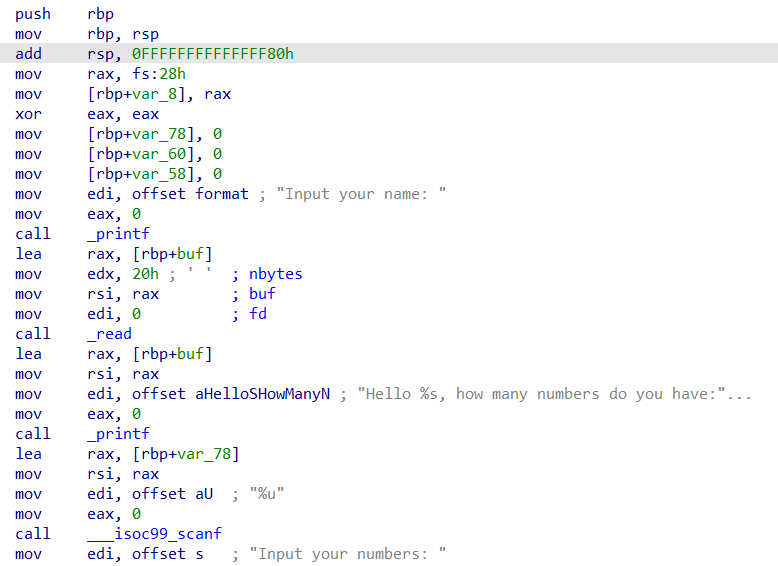 push rbp
mov rbp, rsp
add rsp, 0FFFFFFFFFFFFFF80h
mov rax, fs:28h
mov [rbp+var_8], rax
xor eax, eax
mov [rbp+var_78], 0
mov [rbp+var_60], 0
mov [rbp+var_58], 0
mov edi, offset format ; "Input your name: "
mov eax, 0
call _printf
lea rax, [rbp+buf]
mov edx, 20h ; ' ' ; nbytes
mov rsi, rax ; buf
mov edi, 0 ; fd
call _read
lea rax, [rbp+buf]
mov rsi, rax
mov edi, offset aHelloSHowManyN ; "Hello %s, how many numbers do you have:"...
mov eax, 0
call _printf
lea rax, [rbp+var_78]
mov rsi, rax
mov edi, offset aU ; "%u"
mov eax, 0
call ___isoc99_scanf
mov edi, offset s ; "Input your numbers: "